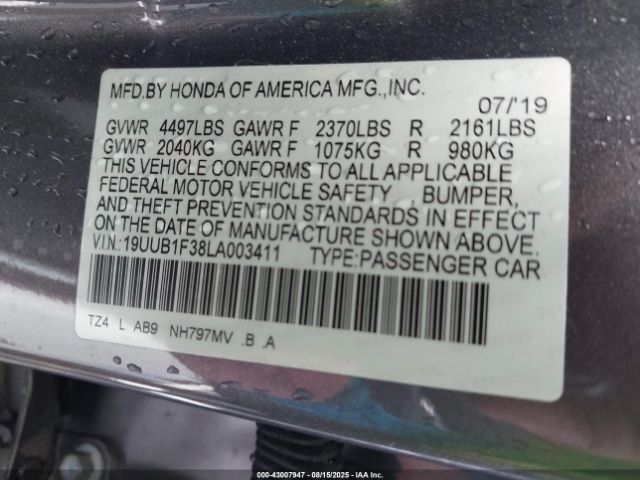 MFD.BY HONDA OF AMERICA MFG.,INC.
07/'19
GVWR 4497LBS GAWR F 2370LBS R 2161LBS
GVWR 2040KG GAWR F 1075KG R 980KG
THIS VEHICLE CONFORMS TO ALL APPLICABLE
FEDERAL MOTOR VEHICLE SAFETY , BUMPER,
AND THEFT PREVENTION STANDARDS IN EFFECT
ON THE DATE OF MANUFACTURE SHOWN ABOVE.
V.I.N.:19UUB1F38LA003411 TYPE:PASSENGER CAR
TZ4 L AB9 NH797MV .B .A
000-43007947 - 08/15/2025 - IAAI.CA